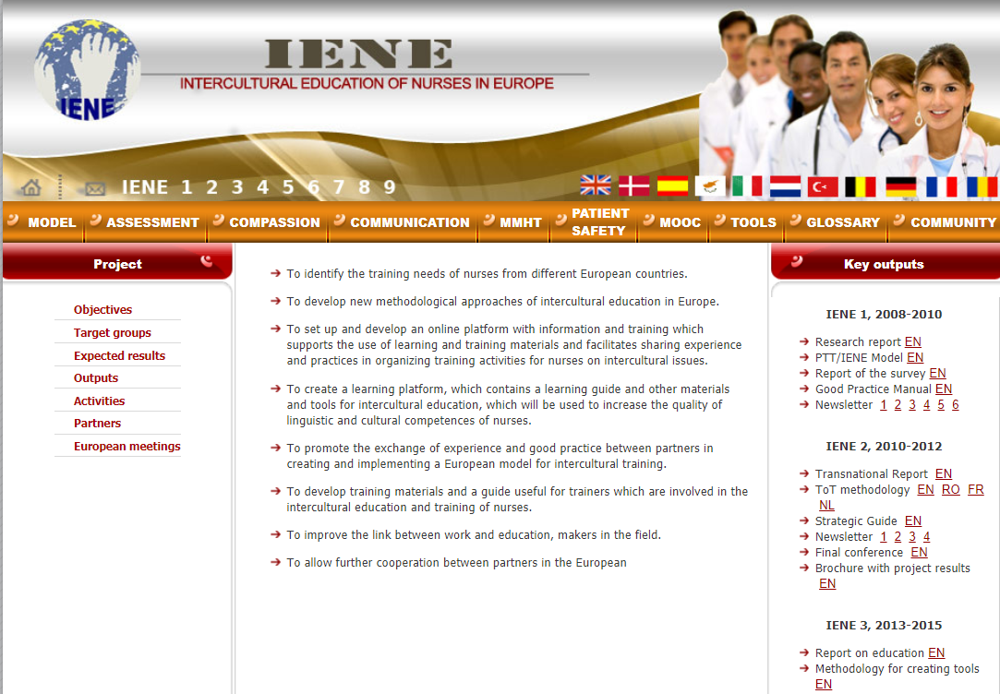 IENE
INTERCULTURAL EDUCATION OF NURSES IN EUROPE
IENE
IENE 1 2 3 4 5 6 7 8 9
MODEL ASSESSMENT COMPASSION COMMUNICATION MMHT PATIENT SAFETY MOOC TOOLS GLOSSARY COMMUNITY
Project
Objectives
Target groups
Expected results
Outputs
Activities
Partners
European meetings
To identify the training needs of nurses from different European countries.
To develop new methodological approaches of intercultural education in Europe.
To set up and develop an online platform with information and training which
supports the use of learning and training materials and facilitates sharing experience
and practices in organizing training activities for nurses on intercultural issues.
To create a learning platform, which contains a learning guide and other materials
and tools for intercultural education, which will be used to increase the quality of
linguistic and cultural competences of nurses.
To promote the exchange of experience and good practice between partners in
creating and implementing a European model for intercultural training.
To develop training materials and a guide useful for trainers which are involved in the
intercultural education and training of nurses.
To improve the link between work and education, makers in the field.
To allow further cooperation between partners in the European
Key outputs
IENE 1, 2008-2010
Research report EN
PTT/IENE Model EN
Report of the survey EN
Good Practice Manual EN
Newsletter 1 2 3 4 5 6
IENE 2, 2010-2012
Transnational Report EN
ToT methodology EN RO FR
NL
Strategic Guide EN
Newsletter 1 2 3 4
Final conference EN
Brochure with project results
EN
IENE 3, 2013-2015
Report on education EN
Methodology for creating tools
EN